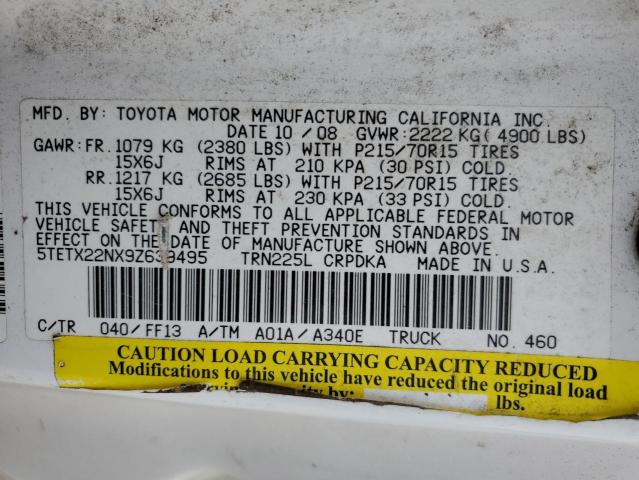 MFD. BY: TOYOTA MOTOR MANUFACTURING CALIFORNIA INC.
DATE 10 / 08 GVWR: 2222 KG( 4900 LBS)
GAWR: FR. 1079 KG (2380 LBS) WITH P215/70R15 TIRES
15X6J RIMS AT 210 KPA (30 PSI) COLD.
RR. 1217 KG (2685 LBS) WITH P215/70R15 TIRES
15X6J RIMS AT 230 KPA (33 PSI) COLD.
THIS VEHICLE CONFORMS TO ALL APPLICABLE FEDERAL MOTOR
VEHICLE SAFETY AND THEFT PREVENTION STANDARDS IN
EFFECT ON THE DATE OF MANUFACTURE SHOWN ABOVE.
5TETX22NX9Z639495 TRN225L CRPDKA MADE IN U.S.A.
C/TR 040/FF13 A/TM A01A/A340E TRUCK NO. 460
CAUTION LOAD CARRYING CAPACITY REDUCED
Modifications to this vehicle have reduced the original load
by: lbs.